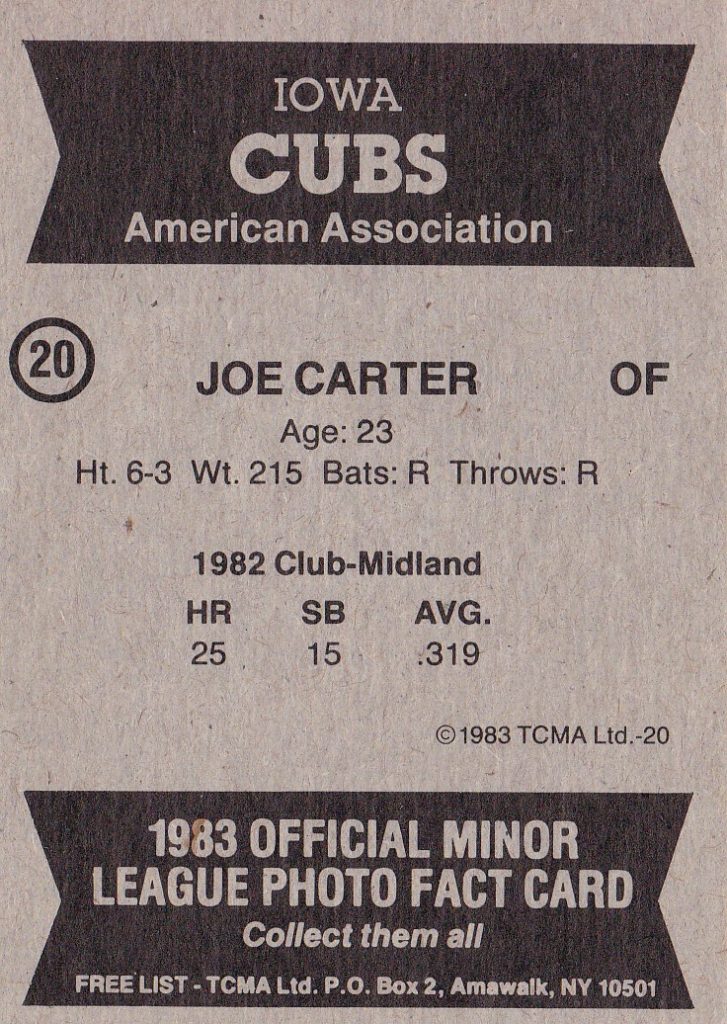 IOWA
CUBS
American Association
20
JOE CARTER OF
Age: 23
Ht. 6-3 Wt. 215 Bats: R Throws: R
1982 Club-Midland
HR SB AVG.
25 15 .319
©1983 TCMA Ltd.-20
1983 OFFICIAL MINOR
LEAGUE PHOTO FACT CARD
Collect them all
FREE LIST - TCMA Ltd. P.O. Box 2, Amawalk, NY 10501